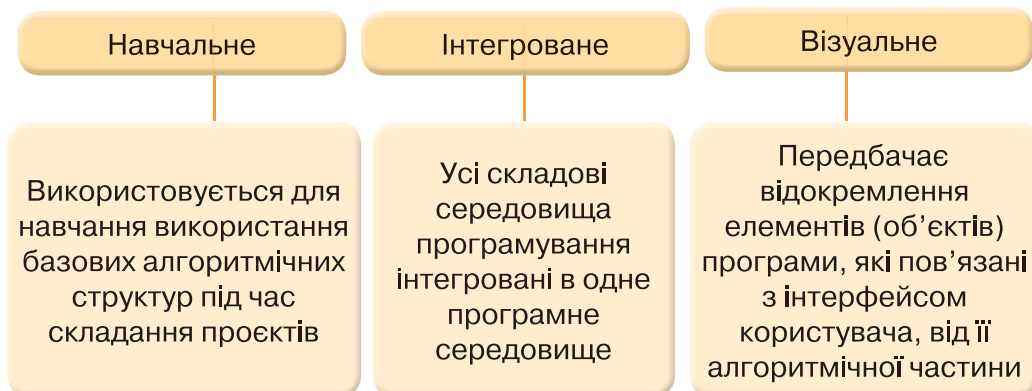 Навчальне
Інтегроване
Візуальне
Використовується для
навчання використання
базових алгоритмічних
структур під час
складання проєктів
Усі складові
середовища
програмування
інтегровані в одне
програмне
середовище
Передбачає
відокремлення
елементів (об’єктів)
програми, які пов’язані
з інтерфейсом
користувача, від її
алгоритмічної частини